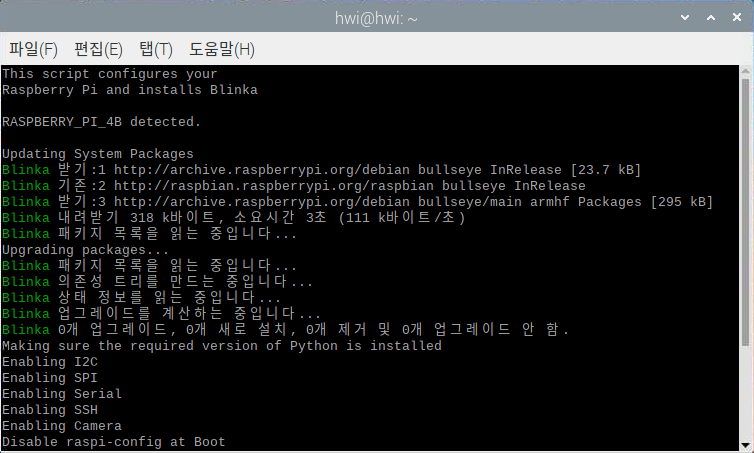 hwi@hwi: ~
파일(F) 편집(E) 탭(T) 도움말(H)
This script configures your
Raspberry Pi and installs Blinka
RASPBERRY_PI_4B detected.
Updating System Packages
Blinka 받기:1 http://archive.raspberrypi.org/debian bullseye InRelease [23.7 kB]
Blinka 기존:2 http://raspbian.raspberrypi.org/raspbian bullseye InRelease
Blinka 받기:3 http://archive.raspberrypi.org/debian bullseye/main armhf Packages [295 kB]
Blinka 내려받기 318 k바이트, 소요시간 3초 (111 k바이트/초)
Blinka 패키지 목록을 읽는 중입니다...
Upgrading packages...
Blinka 패키지 목록을 읽는 중입니다...
Blinka 의존성 트리를 만드는 중입니다...
Blinka 상태 정보를 읽는 중입니다...
Blinka 업그레이드를 계산하는 중입니다...
Blinka 0개 업그레이드, 0개 새로 설치, 0개 제거 및 0개 업그레이드 안 함.
Making sure the required version of Python is installed
Enabling I2C
Enabling SPI
Enabling Serial
Enabling SSH
Enabling Camera
Disable raspi-config at Boot